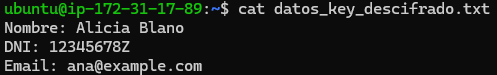 ubuntu@ip-172-31-17-89:~$ cat datos_key_descifrado.txt
Nombre: Alicia Blano
DNI: 12345678Z
Email: ana@example.com